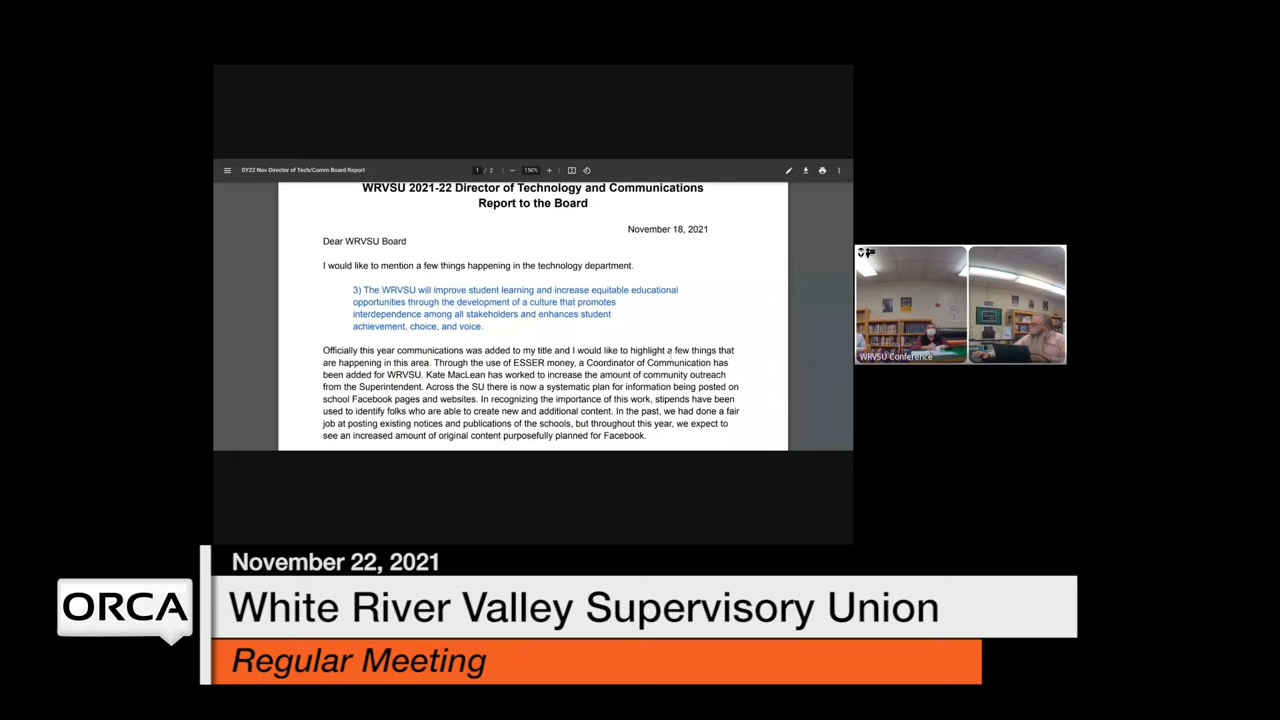 SY22 Nov Director of Tech/Comm Board Report
1 / 2
150%
WRVSU 2021-22 Director of Technology and Communications
Report to the Board
November 18, 2021
Dear WRVSU Board
I would like to mention a few things happening in the technology department.
3) The WRVSU will improve student learning and increase equitable educational
opportunities through the development of a culture that promotes
interdependence among all stakeholders and enhances student
achievement, choice, and voice.
Officially this year communications was added to my title and I would like to highlight a few things that
are happening in this area. Through the use of ESSER money, a Coordinator of Communication has
been added for WRVSU. Kate MacLean has worked to increase the amount of community outreach
from the Superintendent. Across the SU there is now a systematic plan for information being posted on
school Facebook pages and websites. In recognizing the importance of this work, stipends have been
used to identify folks who are able to create new and additional content. In the past, we had done a fair
job at posting existing notices and publications of the schools, but throughout this year, we expect to
see an increased amount of original content purposefully planned for Facebook.
WRVSU Conference
November 22, 2021
ORCA
White River Valley Supervisory Union
Regular Meeting